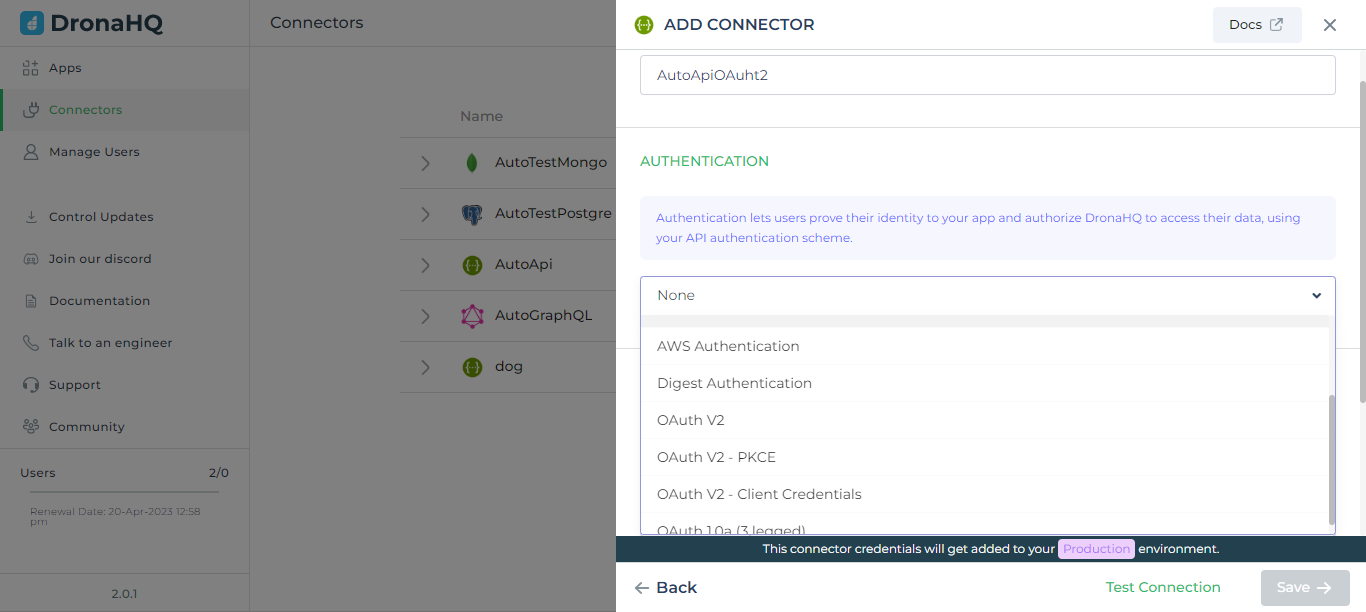 DronaHQ
Apps
Connectors
Manage Users
Control Updates
Join our discord
Documentation
Talk to an engineer
Support
Community
Users 2/0
Renewal Date: 20-Apr-2023 12:58
pm
2.0.1
Connectors
Name
AutoTestMongo
AutoTestPostgre
AutoApi
AutoGraphQL
dog
ADD CONNECTOR
Docs
AutoApiOAuht2
AUTHENTICATION
Authentication lets users prove their identity to your app and authorize DronaHQ to access their data, using
your API authentication scheme.
None
AWS Authentication
Digest Authentication
OAuth V2
OAuth V2 - PKCE
OAuth V2 - Client Credentials
OAuth 1.0a (3 legged)
This connector credentials will get added to your Production environment.
Back
Test Connection
Save